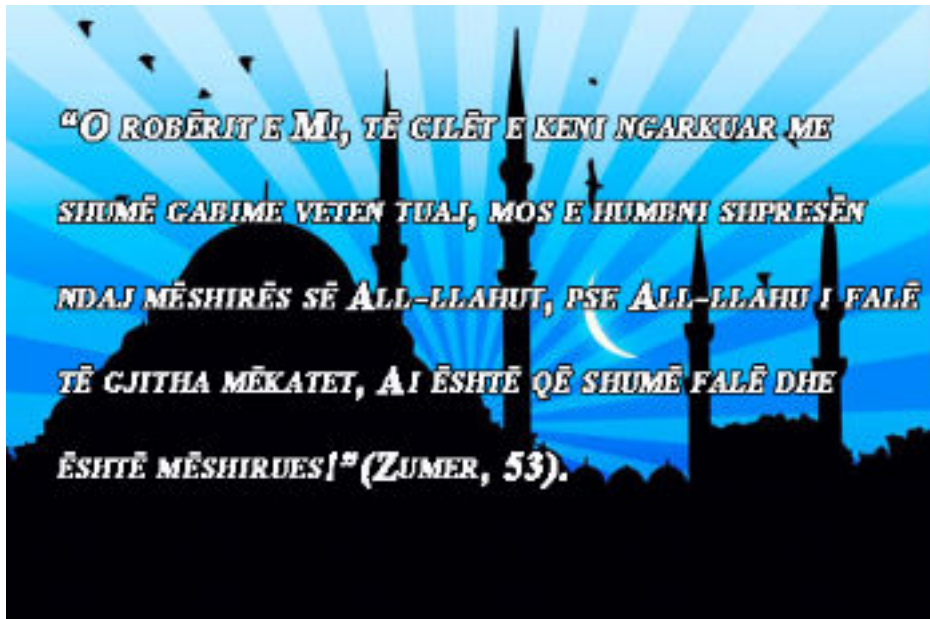 “O ROBËRIT E MI, TË CILËT E KENI NGARKUAR ME
SHUMË GABIME VETEN TUAJ, MOS E HUMBNI SHPRESËN
NDAJ MËSHIRËS SË ALL-LLAHUT, PSE ALL-LLAHU I FALË
TË GJITHA MËKATET, AI ËSHTË QË SHUMË FALË DHE
ËSHTË MËSHIRUES!”(ZUMER, 53).